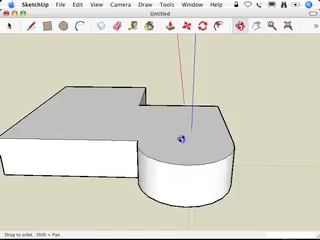 SketchUp File Edit View Camera Draw Tools Window Help
Untitled
Drag to orbit. Shift = Pan